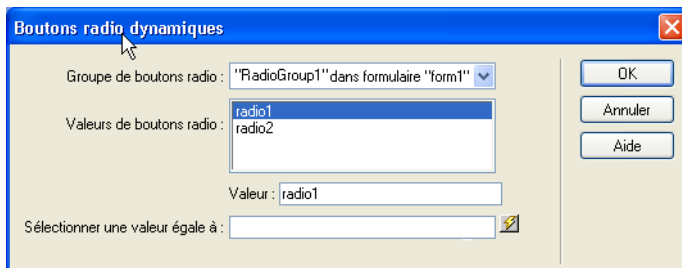 Boutons radio dynamiques
Groupe de boutons radio : "RadioGroup1" dans formulaire "form1"
OK
Valeurs de boutons radio : radio1
radio2
Annuler
Aide
Valeur : radio1
Sélectionner une valeur égale à :